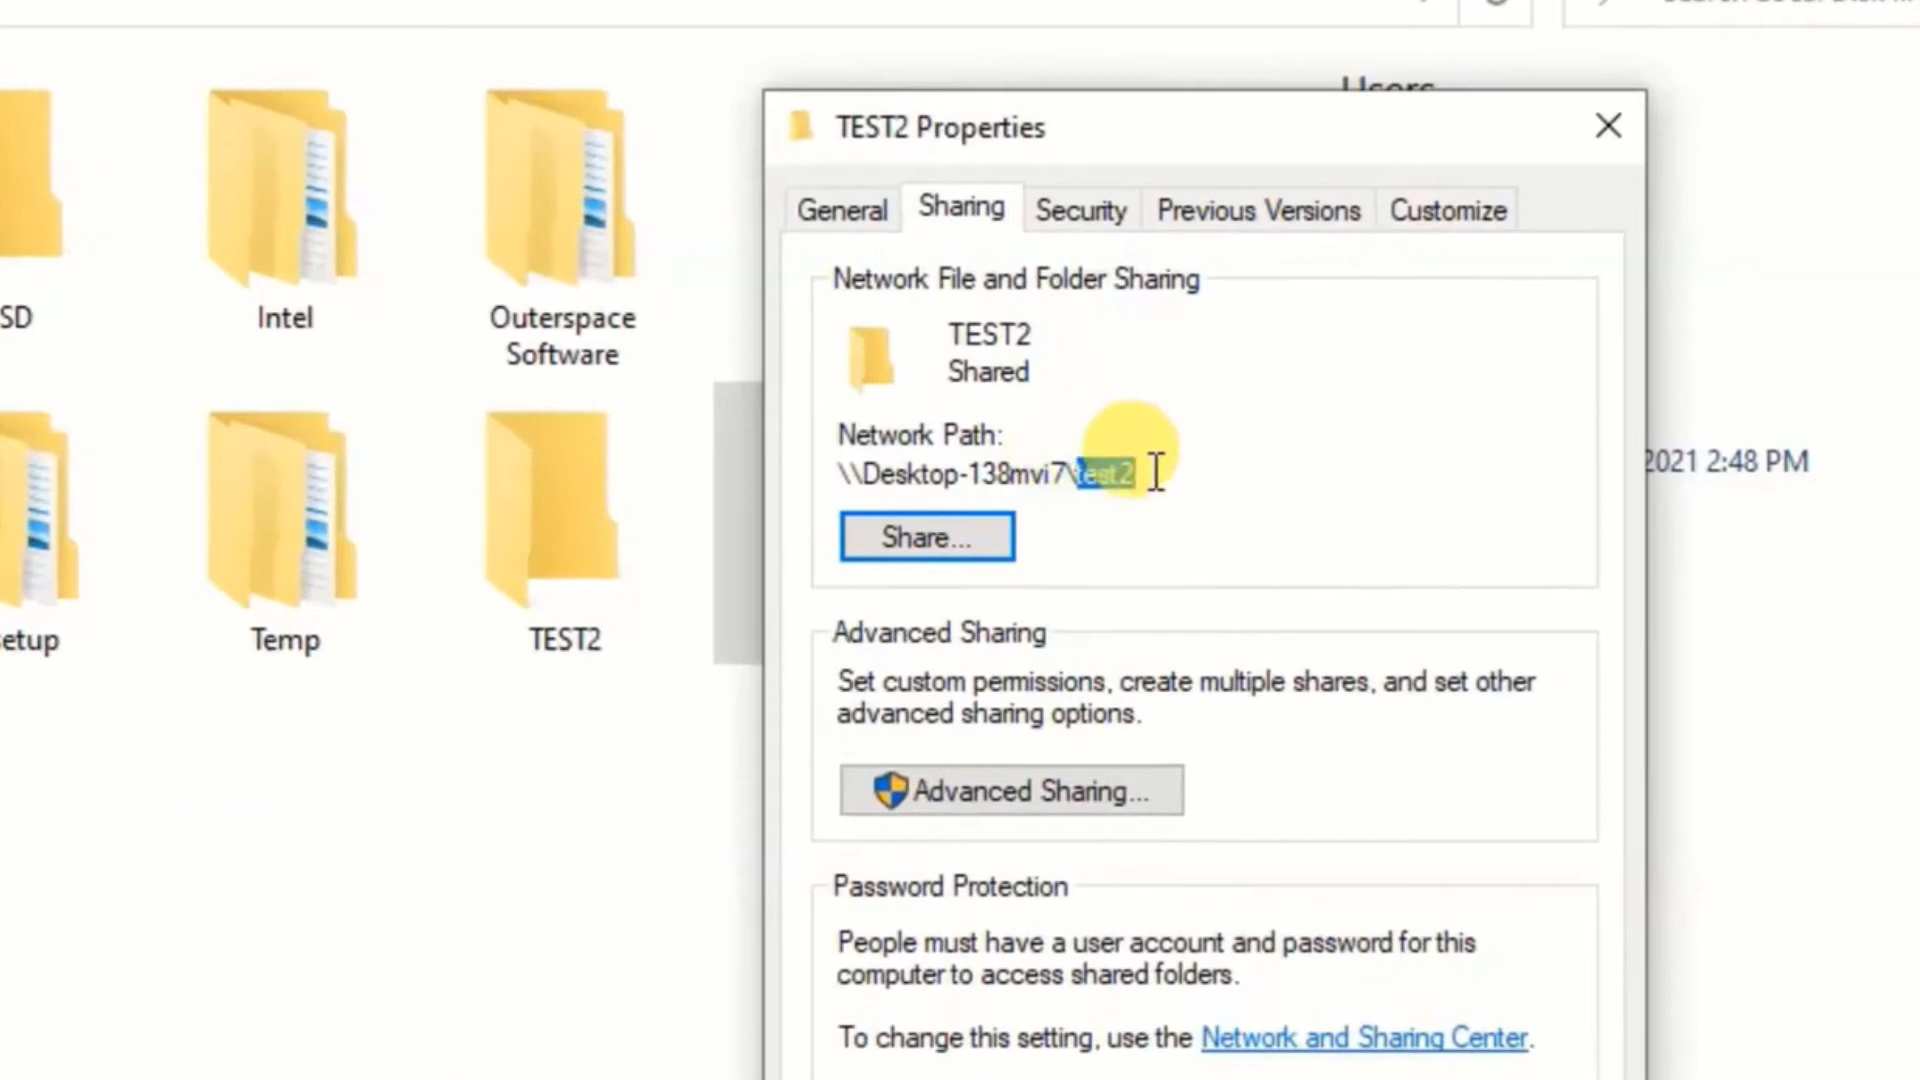 Users
TEST2 Properties
General
Sharing
Security
Previous Versions
Customize
Network File and Folder Sharing
TEST2
Shared
Network Path:
\\Desktop-138mvi7\test2
Share...
Advanced Sharing
Set custom permissions, create multiple shares, and set other
advanced sharing options.
Advanced Sharing...
Password Protection
People must have a user account and password for this
computer to access shared folders.
To change this setting, use the Network and Sharing Center.
SD
Intel
Outerspace
Software
etup
Temp
TEST2
2021 2:48 PM